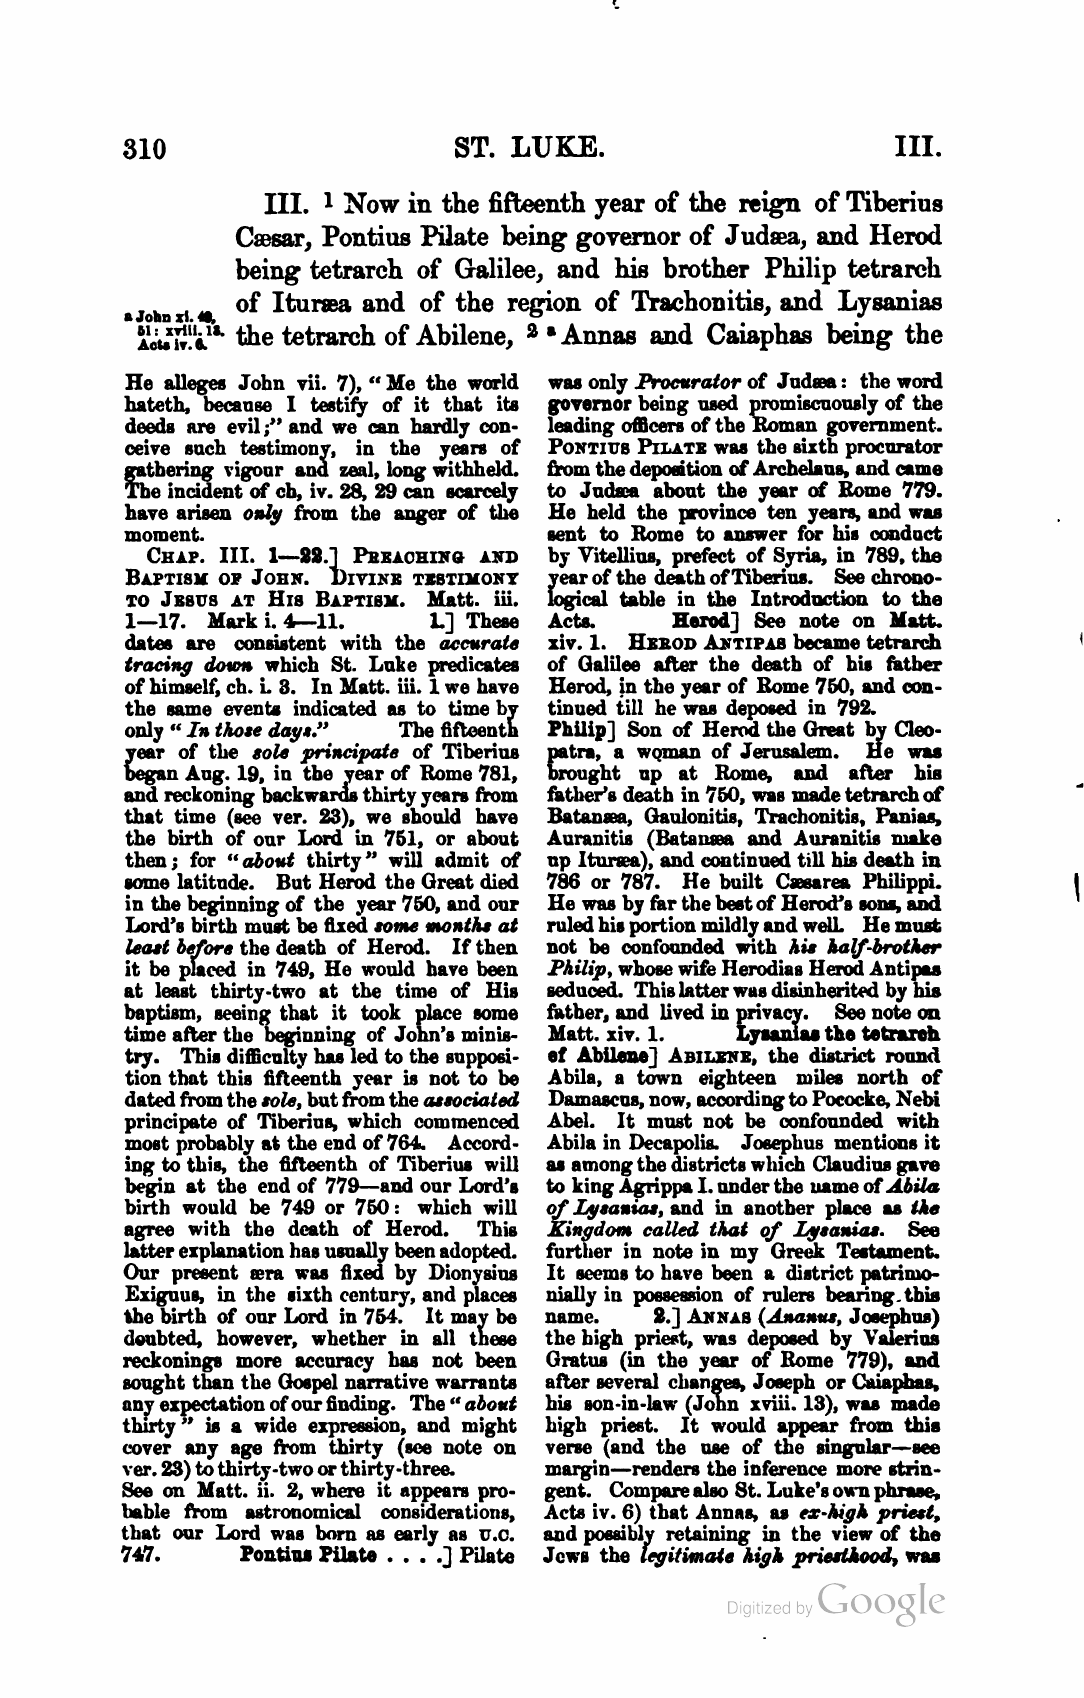 310 ST. LUKE. III.
III. 1 Now in the fifteenth year of the reign of Tiberius
Cæsar, Pontius Pilate being governor of Judæa, and Herod
being tetrarch of Galilee, and his brother Philip tetrarch
of Ituræa and of the region of Trachonitis, and Lysanias
the tetrarch of Abilene, 2 a Annas and Caiaphas being the
a John xi. 49,
51: xviii. 13.
Acts iv. 6.
He alleges John vii. 7), “Me the world
hateth, because I testify of it that its
deeds are evil;” and we can hardly con-
ceive such testimony, in the years of
gathering vigour and zeal, long withheld.
The incident of ch, iv. 28, 29 can scarcely
have arisen only from the anger of the
moment.
CHAP. III. 1—22.] PREACHING AND
BAPTISM OF JOHN. DIVINE TESTIMONY
TO JESUS AT HIS BAPTISM. Matt. iii.
1—17. Mark i. 4—11. 1.] These
dates are consistent with the accurate
tracing down which St. Luke predicates
of himself, ch. i. 3. In Matt. iii. 1 we have
the same events indicated as to time by
only “In those days.” The fifteenth
year of the sole principate of Tiberius
began Aug. 19, in the year of Rome 781,
and reckoning backwards thirty years from
that time (see ver. 23), we should have
the birth of our Lord in 751, or about
then; for “about thirty” will admit of
some latitude. But Herod the Great died
in the beginning of the year 750, and our
Lord's birth must be fixed some months at
least before the death of Herod. If then
it be placed in 749, He would have been
at least thirty-two at the time of His
baptism, seeing that it took place some
time after the beginning of John's minis-
try. This difficulty has led to the supposi-
tion that this fifteenth year is not to be
dated from the sole, but from the associated
principate of Tiberius, which commenced
most probably at the end of 764. Accord-
ing to this, the fifteenth of Tiberius will
begin at the end of 779—and our Lord's
birth would be 749 or 750: which will
agree with the death of Herod. This
latter explanation has usually been adopted.
Our present æra was fixed by Dionysius
Exiguus, in the sixth century, and places
the birth of our Lord in 754. It may be
doubted, however, whether in all these
reckonings more accuracy has not been
sought than the Gospel narrative warrants
any expectation of our finding. The “about
thirty” is a wide expression, and might
cover any age from thirty (see note on
ver. 23) to thirty-two or thirty-three.
See on Matt. ii. 2, where it appears pro-
bable from astronomical considerations,
that our Lord was born as early as U.C.
747. Pontius Pilate . . . .] Pilate
was only Procurator of Judæa: the word
governor being used promiscuously of the
leading officers of the Roman government.
PONTIUS PILATE was the sixth procurator
from the deposition of Archelaus, and came
to Judæa about the year of Rome 779.
He held the province ten years, and was
sent to Rome to answer for his conduct
by Vitellius, prefect of Syria, in 789, the
year of the death of Tiberius. See chrono-
logical table in the Introduction to the
Acts. Herod] See note on Matt.
xiv. 1. HEROD ANTIPAS became tetrarch
of Galilee after the death of his father
Herod, in the year of Rome 750, and con-
tinued till he was deposed in 792.
Philip] Son of Herod the Great by Cleo-
patra, a woman of Jerusalem. He was
brought up at Rome, and after his
father's death in 750, was made tetrarch of
Batanæa, Gaulonitis, Trachonitis, Panias,
Auranitis (Batanæa and Auranitis make
up Ituræa), and continued till his death in
786 or 787. He built Cæsarea Philippi.
He was by far the best of Herod's sons, and
ruled his portion mildly and well. He must
not be confounded with his half-brother
Philip, whose wife Herodias Herod Antipas
seduced. This latter was disinherited by his
father, and lived in privacy. See note on
Matt. xiv. 1. Lysanias the tetrarch
of Abilene] ABILENE, the district round
Abila, a town eighteen miles north of
Damascus, now, according to Pococke, Nebi
Abel. It must not be confounded with
Abila in Decapolis. Josephus mentions it
as among the districts which Claudius gave
to king Agrippa I. under the name of Abila
of Lysanias, and in another place as the
Kingdom called that of Lysanias. See
further in note in my Greek Testament.
It seems to have been a district patrimo-
nially in possession of rulers bearing this
name. 2.] ANNAS (Ananus, Josephus)
the high priest, was deposed by Valerius
Gratus (in the year of Rome 779), and
after several changes, Joseph or Caiaphas,
his son-in-law (John xviii. 13), was made
high priest. It would appear from this
verse (and the use of the singular—see
margin—renders the inference more strin-
gent. Compare also St. Luke's own phrase,
Acts iv. 6) that Annas, as ex-high priest,
and possibly retaining in the view of the
Jews the legitimate high priesthood, was
Digitized by Google